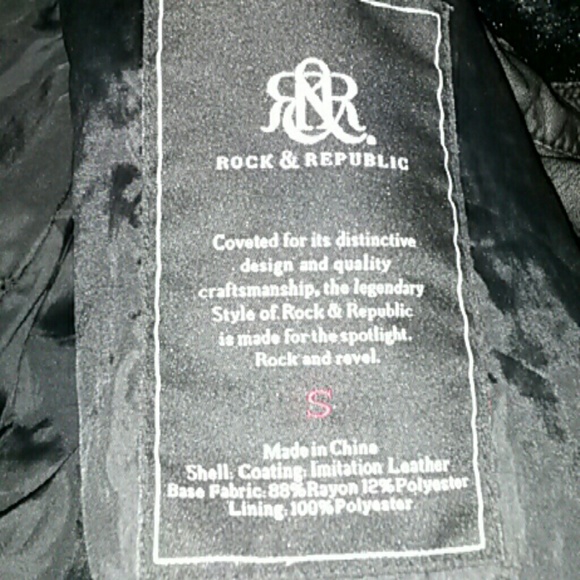 R&R.
ROCK & REPUBLIC
Coveted for its distinctive
design and quality
craftsmanship, the legendary
Style of Rock & Republic
is made for the spotlight.
Rock and revel.
S
Made in China
Shell: Coating: Imitation Leather
Base Fabric: 88% Rayon 12% Polyester
Lining: 100% Polyester